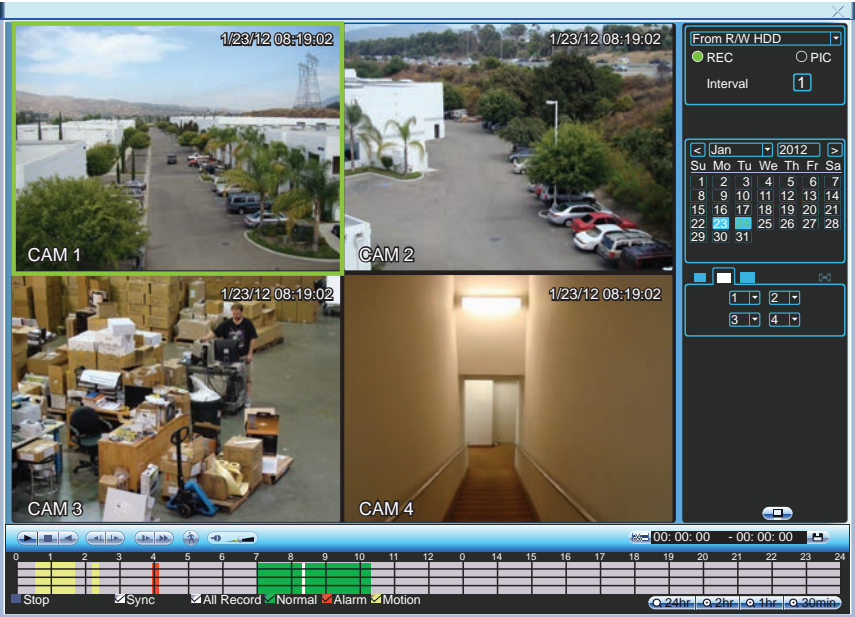 1/23/12 08:19:02
CAM 1
1/23/12 08:19:02
CAM 2
1/23/12 08:19:02
CAM 3
1/23/12 08:19:02
CAM 4
From R/W HDD
REC PIC
Interval 1
< Jan 2012 >
Su Mo Tu We Th Fr Sa
1 2 3 4 5 6 7
8 9 10 11 12 13 14
15 16 17 18 19 20 21
22 23 25 26 27 28
29 30 31
1 2
3 4
00: 00: 00 - 00: 00: 00
0 1 2 3 4 5 6 7 8 9 10 11 12 0 14 15 16 17 18 19 20 21 22 23 24
Stop Sync All Record Normal Alarm Motion
24hr 2hr 1hr 30min